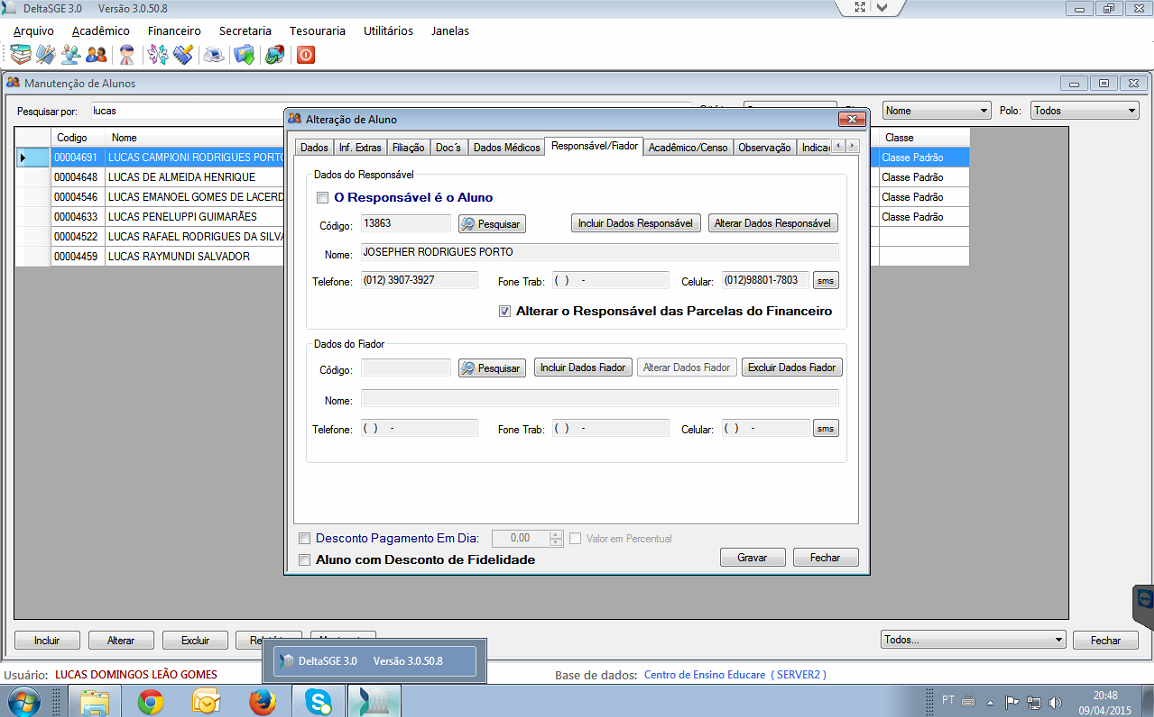 DeltaSGE 3.0 Versão 3.0.50.8
Arquivo Acadêmico Financeiro Secretaria Tesouraria Utilitários Janelas
Manutenção de Alunos
Pesquisar por: lucas Nome Polo: Todos
Codigo Nome Classe
00004691 LUCAS CAMPIONI RODRIGUES PORTO Classe Padrão
00004648 LUCAS DE ALMEIDA HENRIQUE Classe Padrão
00004546 LUCAS EMANOEL GOMES DE LACERD Classe Padrão
00004633 LUCAS PENELUPPI GUIMARÃES Classe Padrão
00004522 LUCAS RAFAEL RODRIGUES DA SILVA
00004459 LUCAS RAYMUNDI SALVADOR
Alteração de Aluno
Dados Inf. Extras Filiação Doc´s Dados Médicos Responsável/Fiador Acadêmico/Censo Observação Indicaç
Dados do Responsável
O Responsável é o Aluno
Código: 13863 Pesquisar Incluir Dados Responsável Alterar Dados Responsável
Nome: JOSEPHER RODRIGUES PORTO
Telefone: (012) 3907-3927 Fone Trab: ( ) - Celular: (012)98801-7803 sms
Alterar o Responsável das Parcelas do Financeiro
Dados do Fiador
Código: Pesquisar Incluir Dados Fiador Alterar Dados Fiador Excluir Dados Fiador
Nome:
Telefone: ( ) - Fone Trab: ( ) - Celular: ( ) - sms
Desconto Pagamento Em Dia: 0,00 Valor em Percentual
Aluno com Desconto de Fidelidade
Gravar Fechar
Incluir Alterar Excluir Todos... Fechar
DeltaSGE 3.0 Versão 3.0.50.8
Usuário: LUCAS DOMINGOS LEÃO GOMES Base de dados: Centro de Ensino Educare ( SERVER2 )
PT 20:48
09/04/2015